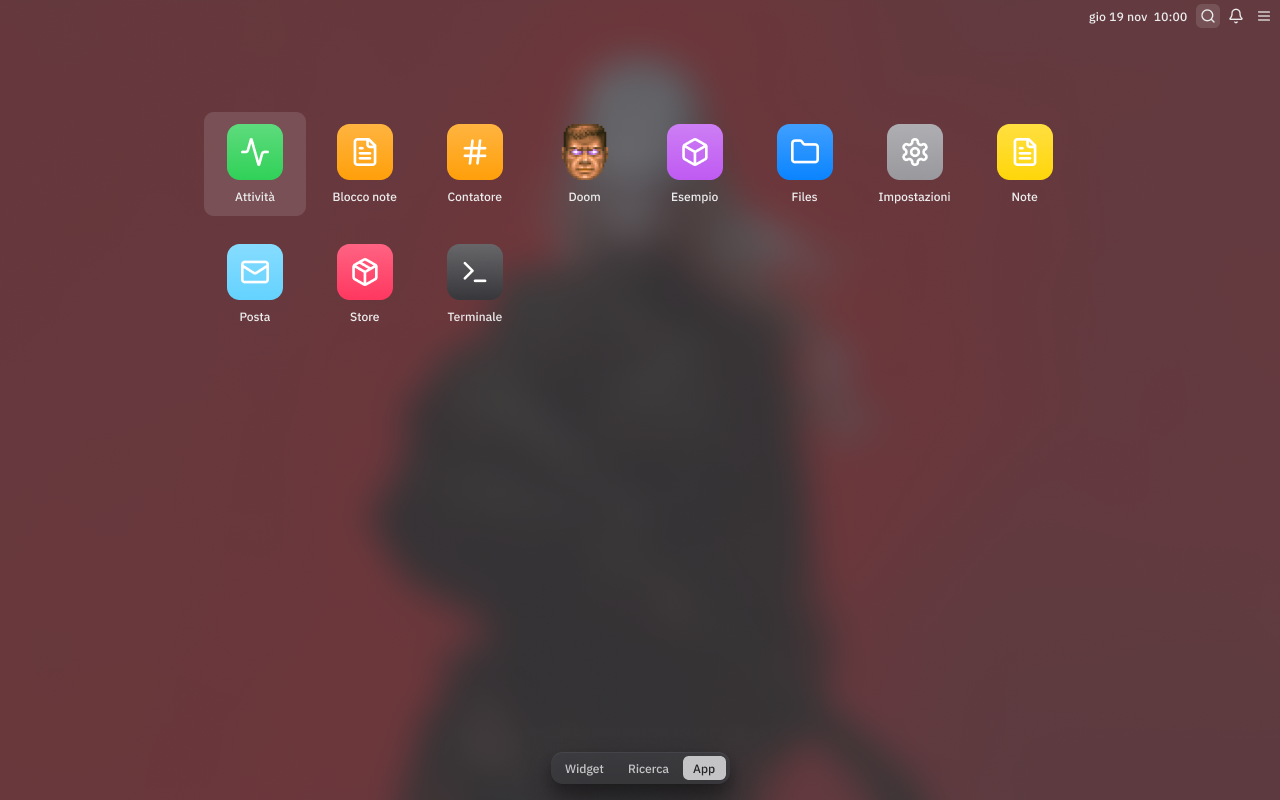 gio 19 nov 10:00
Attività
Blocco note
Contatore
Doom
Esempio
Files
Impostazioni
Note
Posta
Store
Terminale
Widget
Ricerca
App